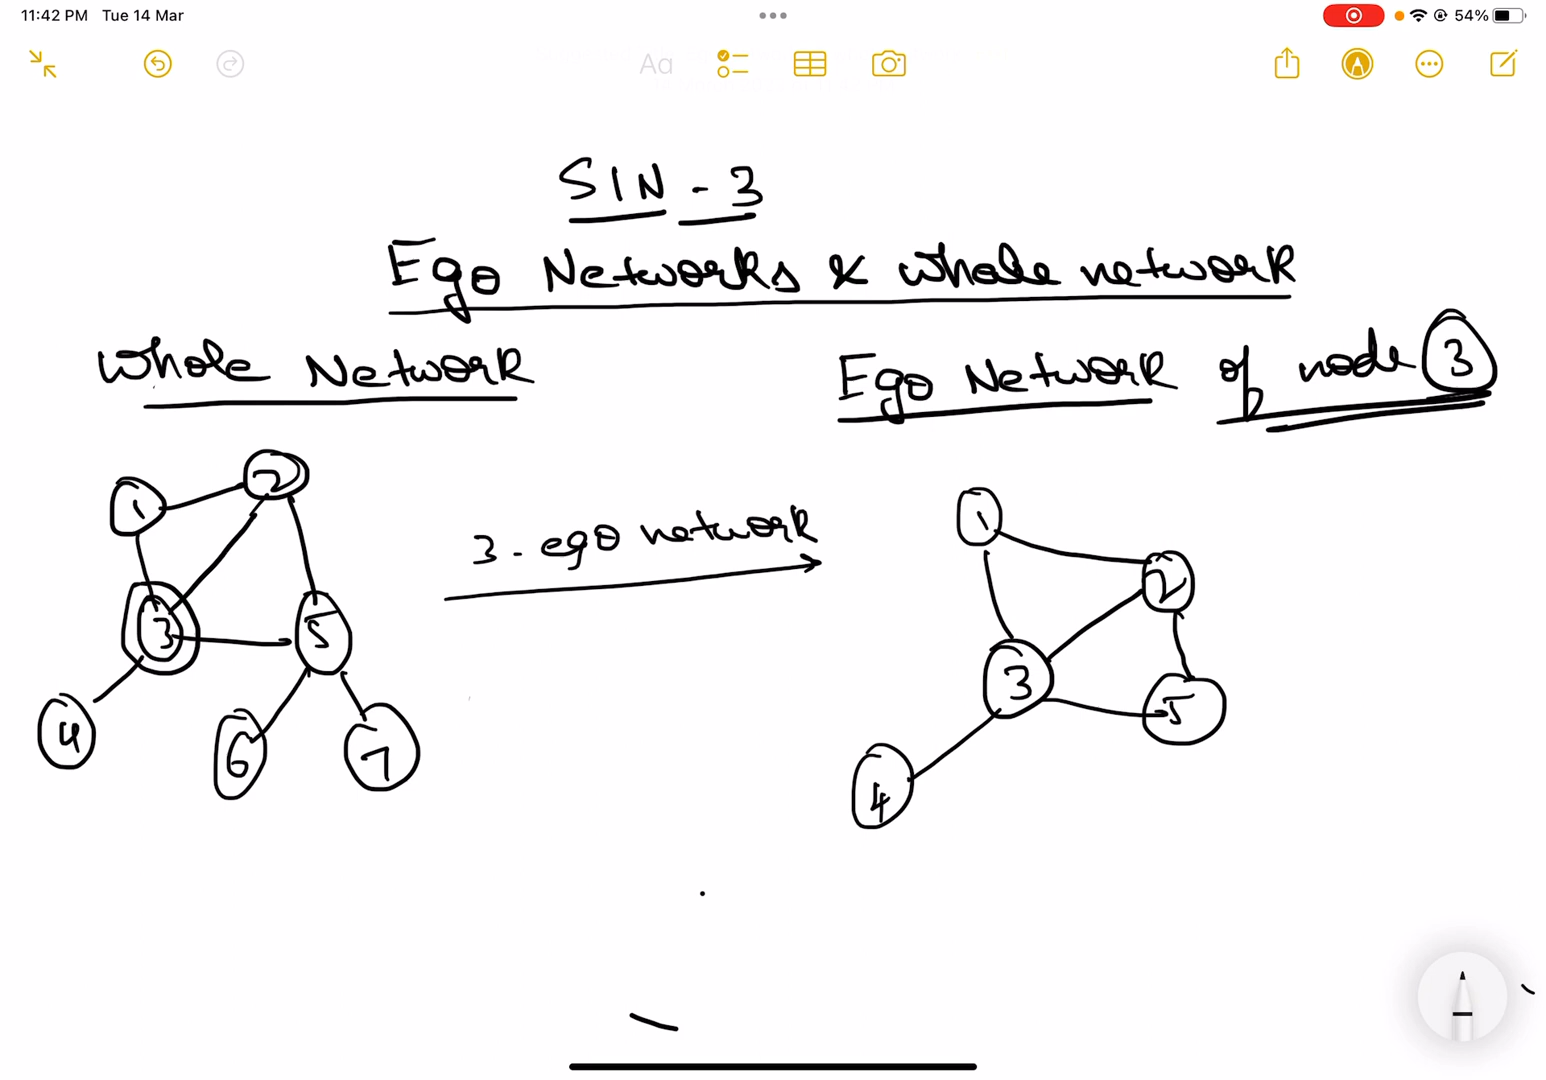 11:42 PM Tue 14 Mar
54%
Aa
SIN - 3
Ego Networks & whole network
Whole Network
Ego Network of node 3
1
2
3
5
4
6
7
3-ego network
1
2
3
5
4